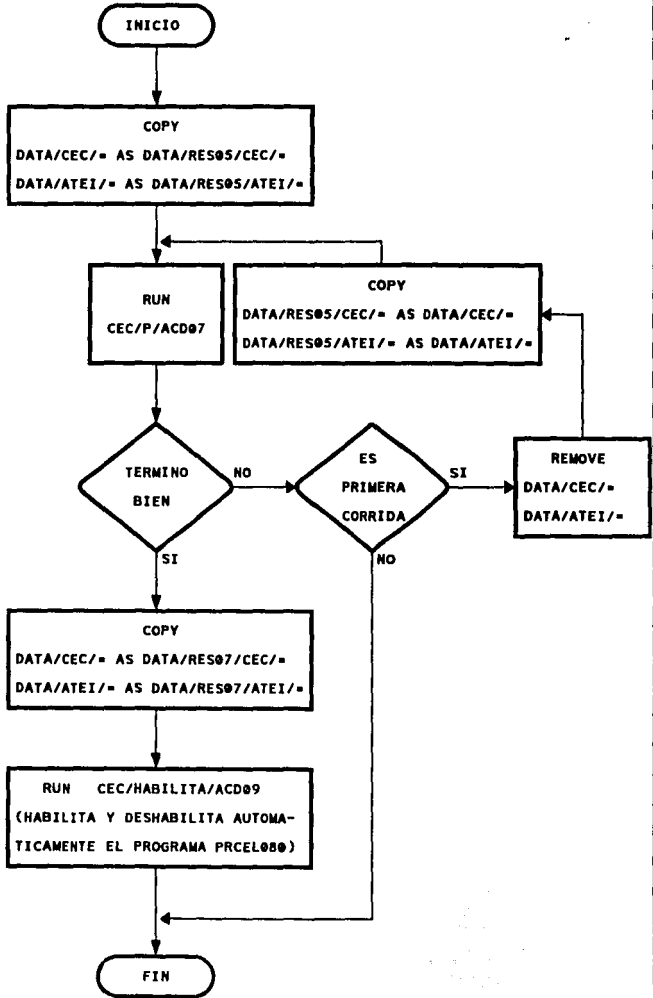 INICIO
COPY
DATA/CEC/= AS DATA/RES05/CEC/=
DATA/ATEI/= AS DATA/RES05/ATEI/=
RUN
CEC/P/ACD07
COPY
DATA/RES05/CEC/= AS DATA/CEC/=
DATA/RES05/ATEI/= AS DATA/ATEI/=
TERMINO
BIEN
NO
ES
PRIMERA
CORRIDA
SI
REMOVE
DATA/CEC/=
DATA/ATEI/=
SI
NO
COPY
DATA/CEC/= AS DATA/RES07/CEC/=
DATA/ATEI/= AS DATA/RES07/ATEI/=
RUN CEC/HABILITA/ACD09
(HABILITA Y DESHABILITA AUTOMA-
TICAMENTE EL PROGRAMA PRCEL080)
FIN